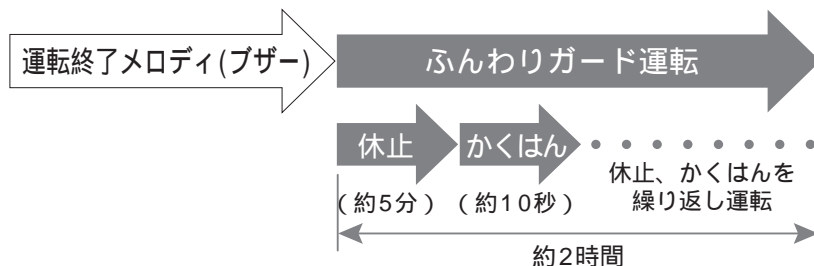 運転終了メロディ(ブザー)
ふんわりガード運転
休止
かくはん
休止、かくはんを
繰り返し運転
(約5分)
(約10秒)
約2時間